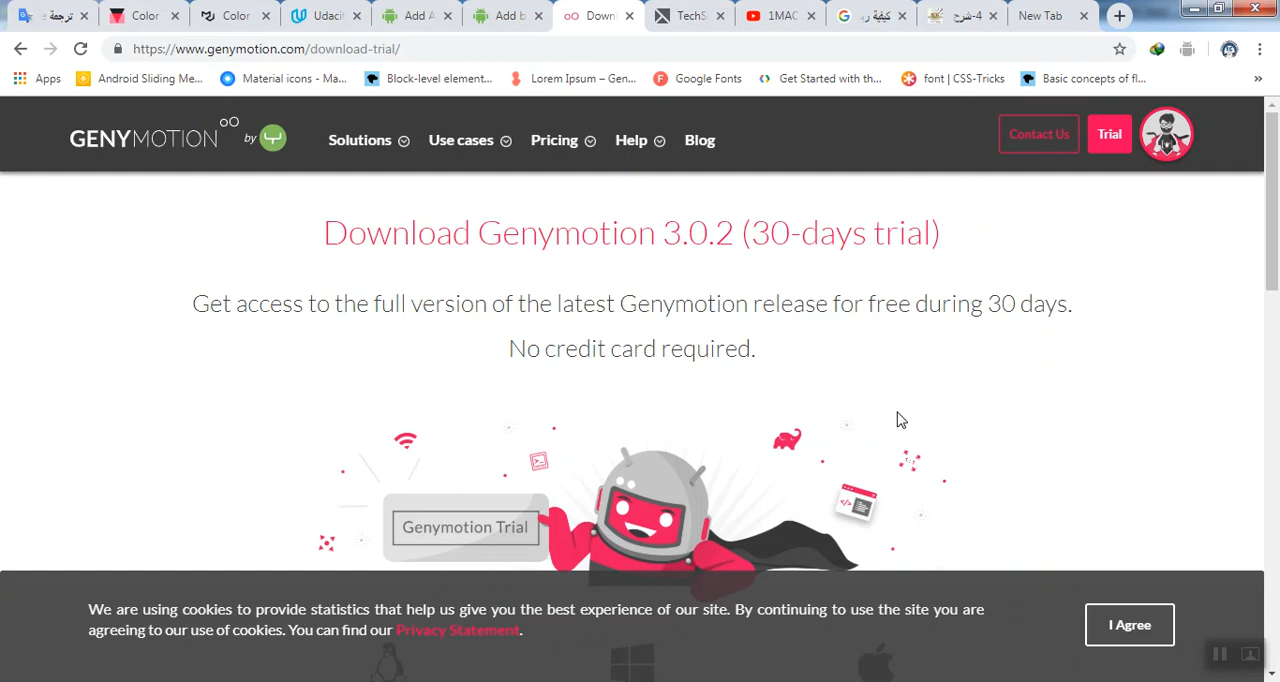 ترجمة
Color
Color
Udacit
Add A
Add b
Downl
TechS
1MAC
كيفية رب
4-شرح
New Tab
https://www.genymotion.com/download-trial/
Apps
Android Sliding Me...
Material icons - Ma...
Block-level element...
Lorem Ipsum – Gen...
Google Fonts
Get Started with th...
font | CSS-Tricks
Basic concepts of fl...
»
GENYMOTION by
Solutions
Use cases
Pricing
Help
Blog
Contact Us
Trial
Download Genymotion 3.0.2 (30-days trial)
Get access to the full version of the latest Genymotion release for free during 30 days.
No credit card required.
Genymotion Trial
We are using cookies to provide statistics that help us give you the best experience of our site. By continuing to use the site you are
agreeing to our use of cookies. You can find our Privacy Statement.
I Agree